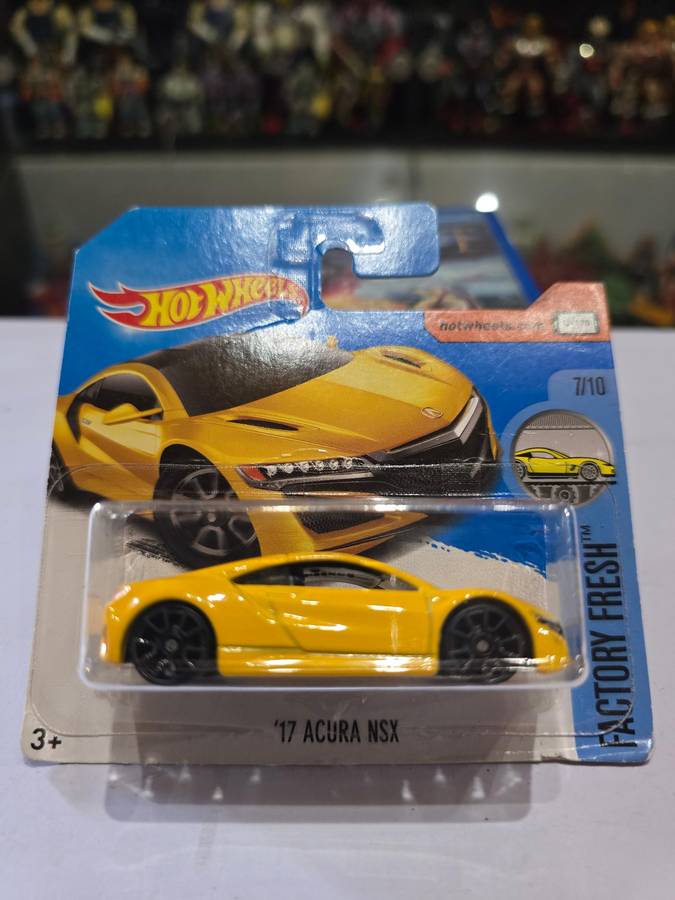 HOT WHEELS
hotwheels.com
7/10
FACTORY FRESH™
'17 ACURA NSX
3+